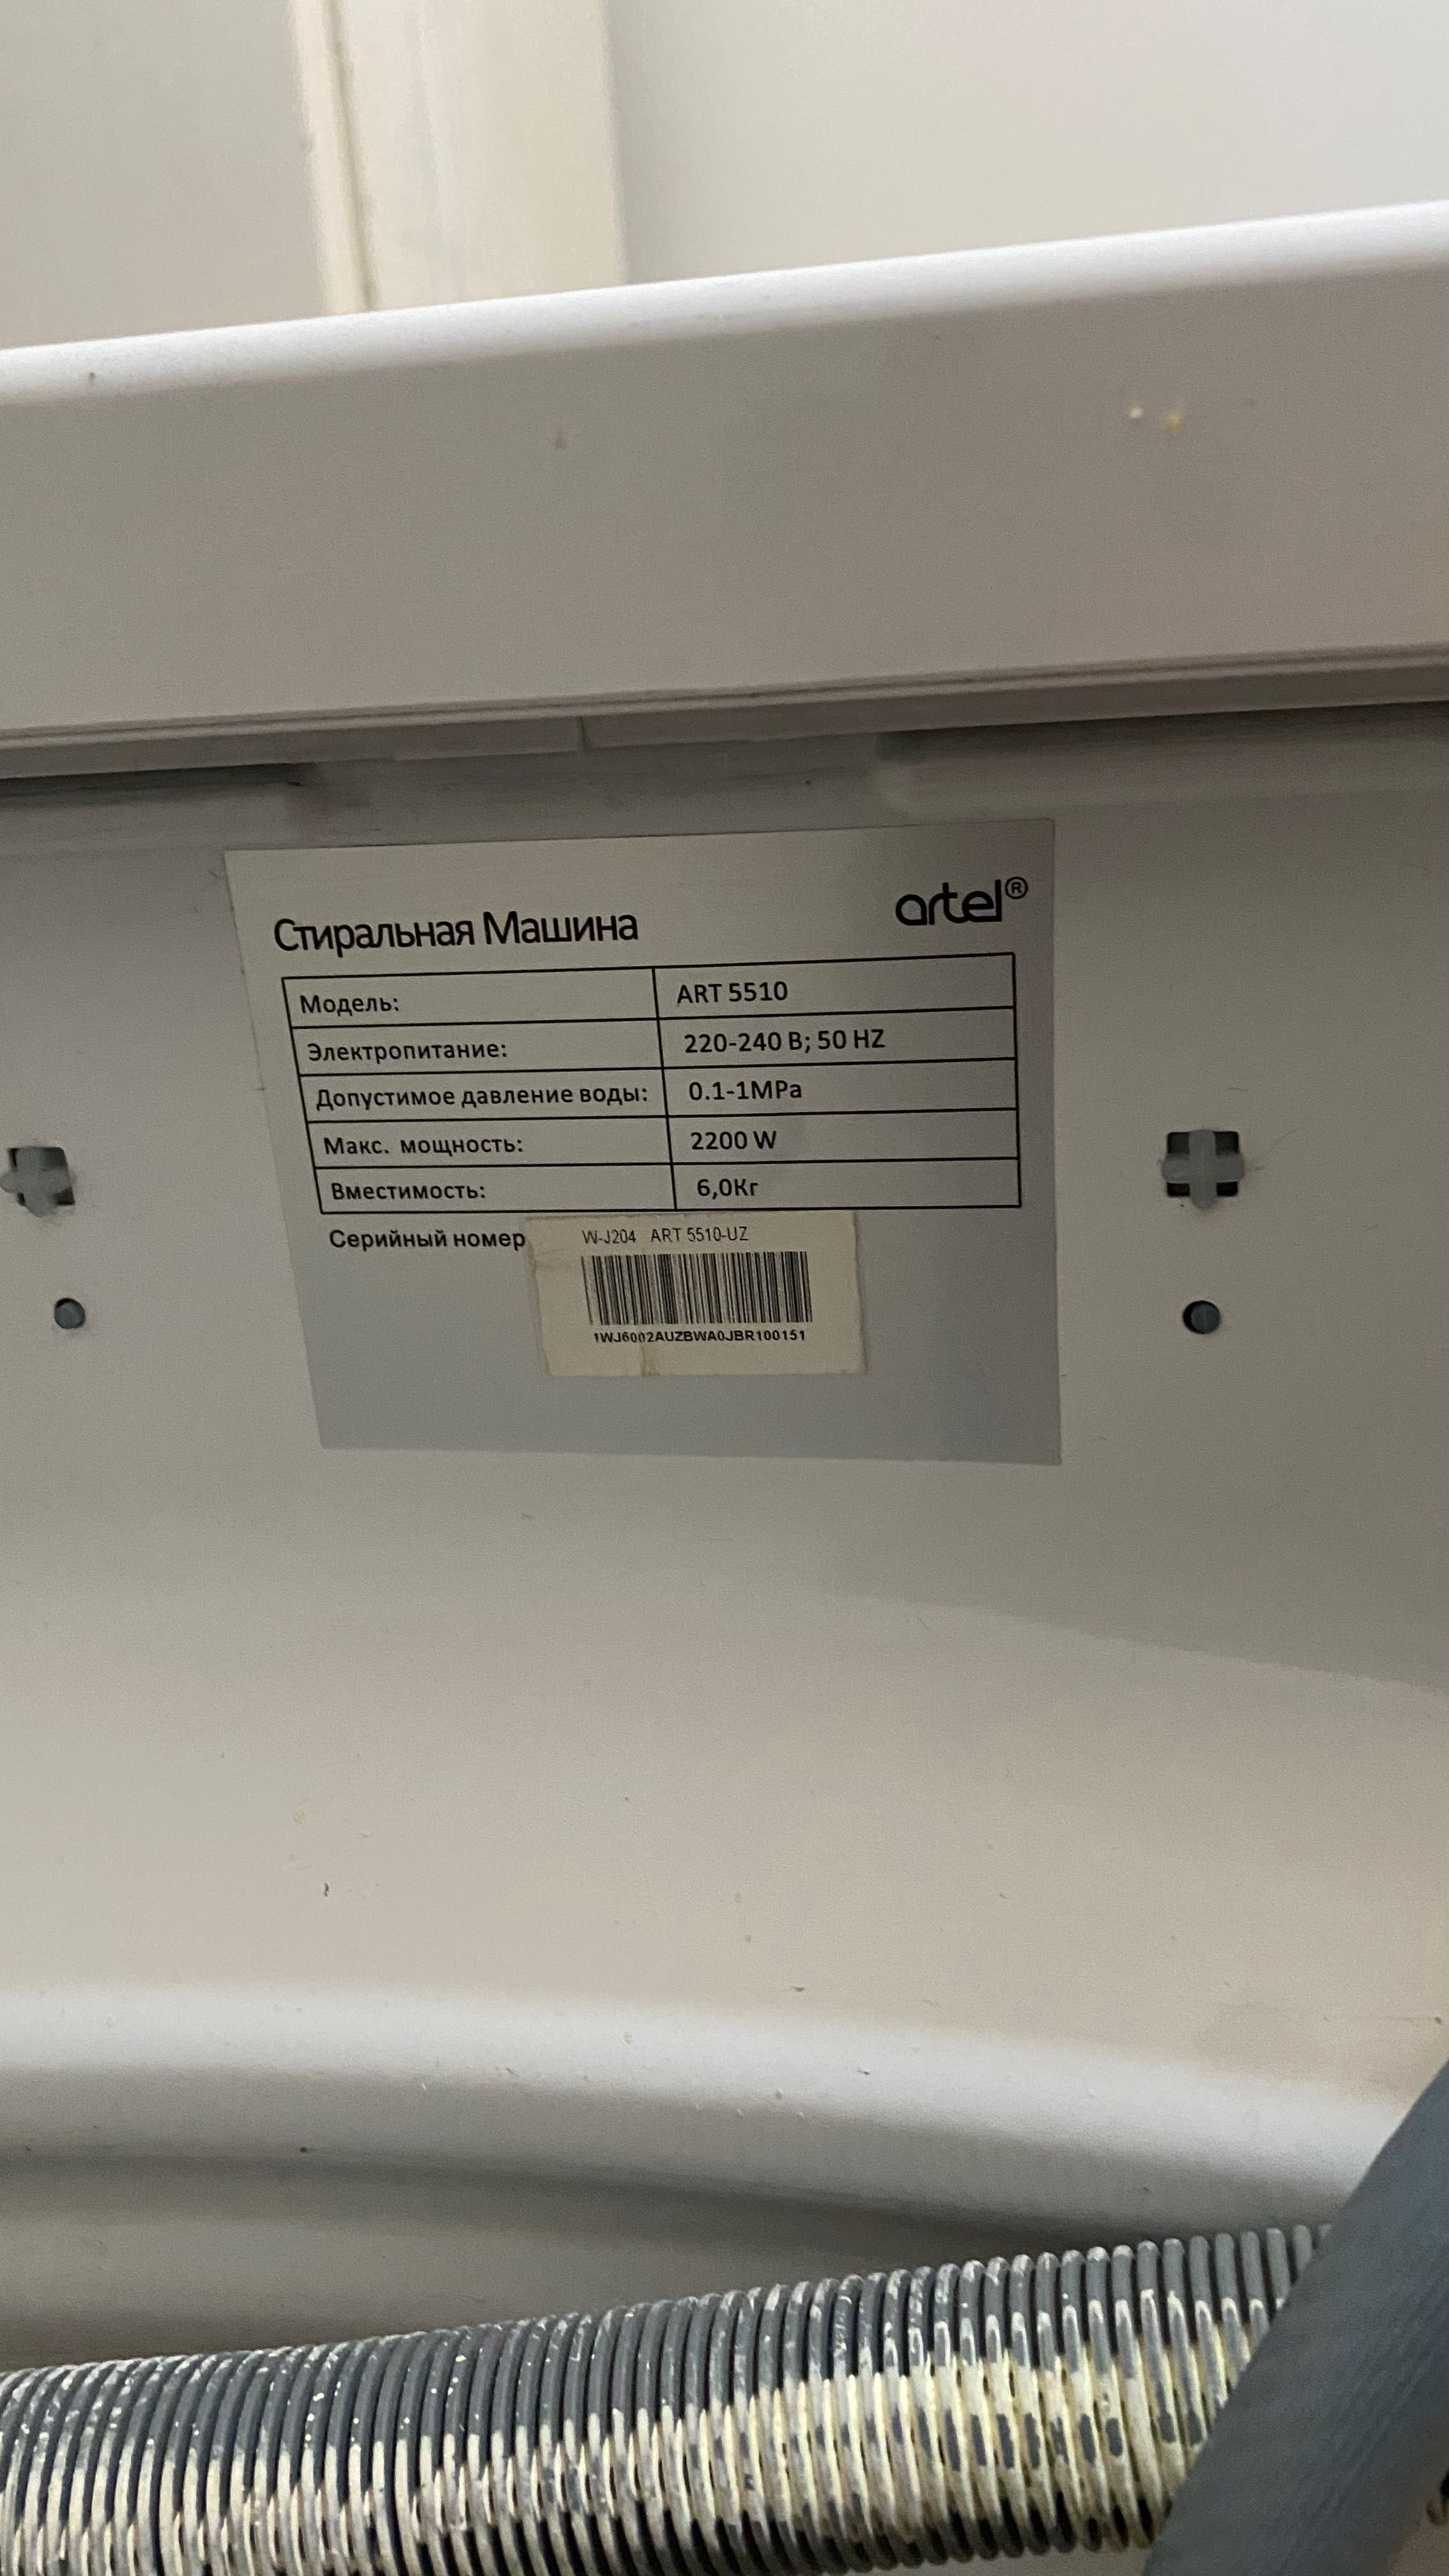 artel®
Стиральная Машина
Модель: ART 5510
Электропитание: 220-240 В; 50 HZ
Допустимое давление воды: 0.1-1MPa
Макс. мощность: 2200 W
Вместимость: 6,0Кг
Серийный номер W-J204 ART 5510-UZ
1WJ6002AUZBWA0JBR100151